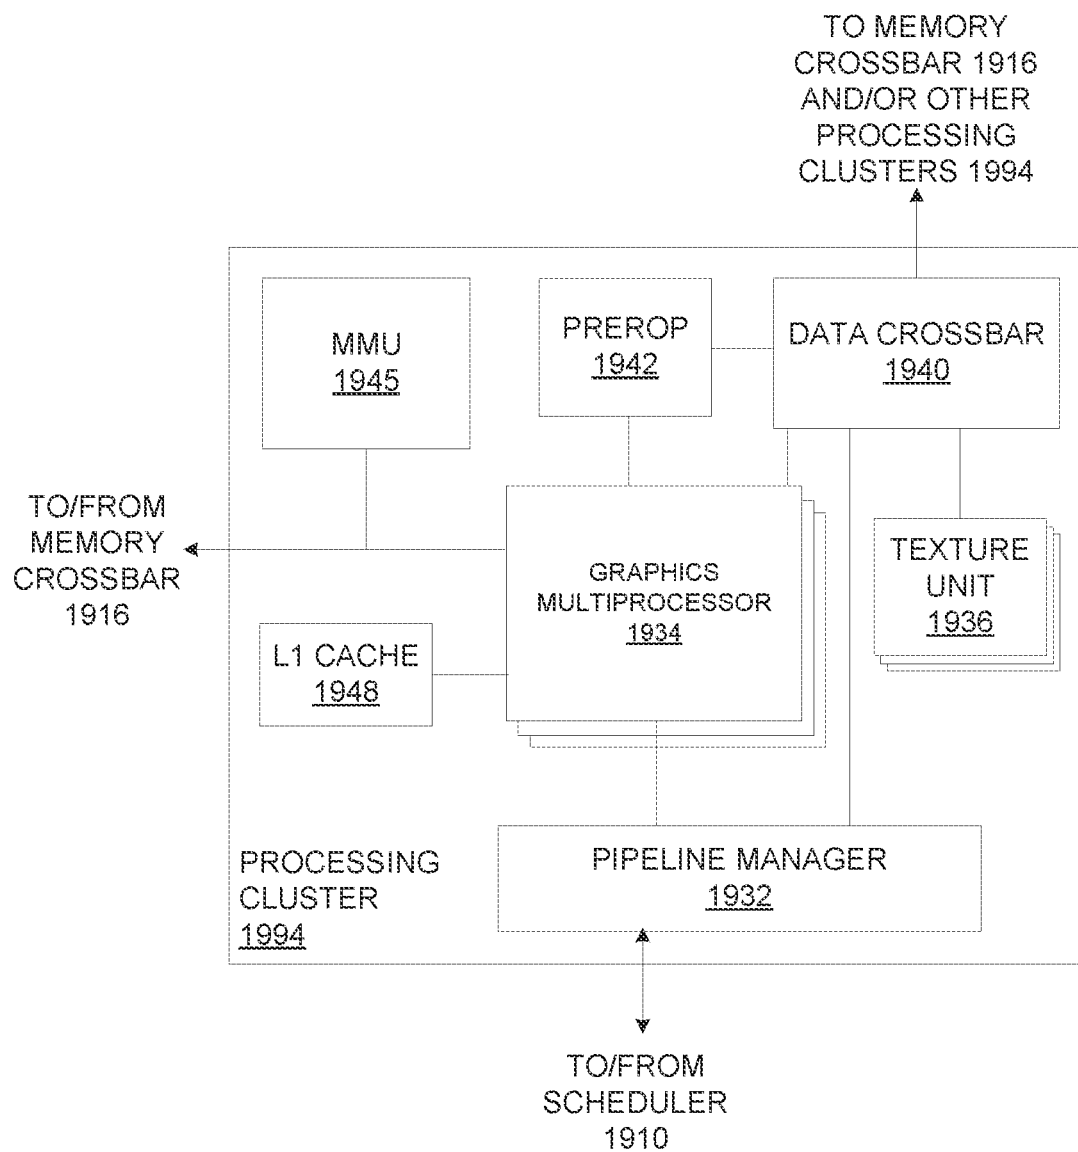 TO MEMORY
CROSSBAR 1916
AND/OR OTHER
PROCESSING
CLUSTERS 1994
MMU
1945
PREROP
1942
DATA CROSSBAR
1940
TO/FROM
MEMORY
CROSSBAR
1916
GRAPHICS
MULTIPROCESSOR
1934
TEXTURE
UNIT
1936
L1 CACHE
1948
PROCESSING
CLUSTER
1994
PIPELINE MANAGER
1932
TO/FROM
SCHEDULER
1910